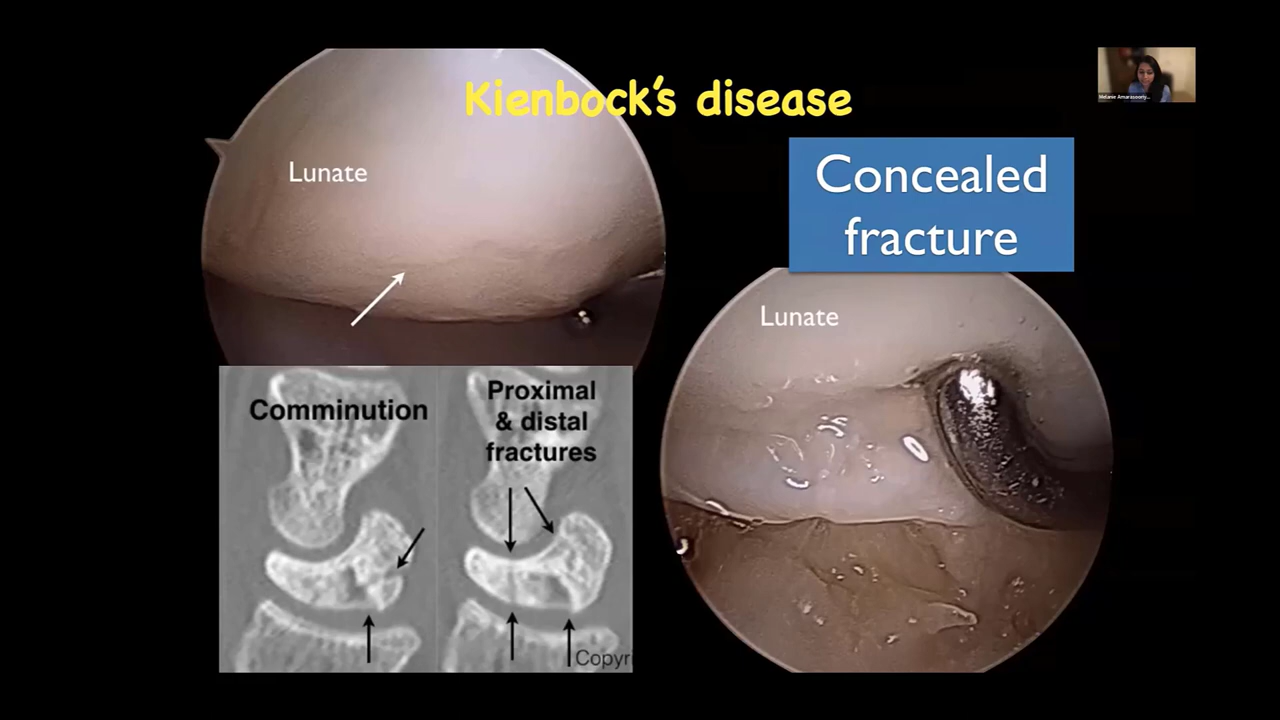 Kienbock's disease
Lunate
Concealed
fracture
Lunate
Comminution
Proximal
& distal
fractures
Copyri